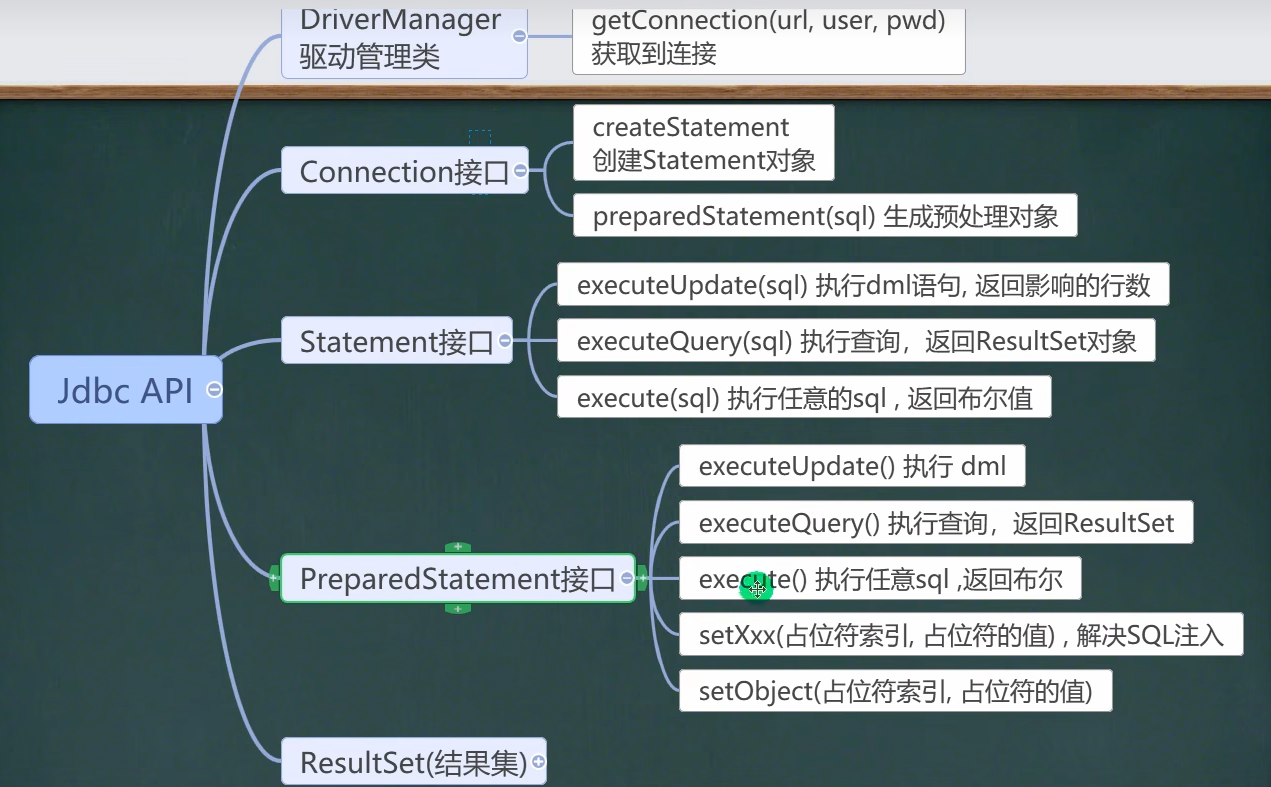 DriverManager
驱动管理类
getConnection(url, user, pwd)
获取到连接
Connection接口
createStatement
创建Statement对象
preparedStatement(sql) 生成预处理对象
Statement接口
executeUpdate(sql) 执行dml语句, 返回影响的行数
executeQuery(sql) 执行查询，返回ResultSet对象
execute(sql) 执行任意的sql , 返回布尔值
Jdbc API
PreparedStatement接口
executeUpdate() 执行 dml
executeQuery() 执行查询，返回ResultSet
execute() 执行任意sql ,返回布尔
setXxx(占位符索引, 占位符的值) , 解决SQL注入
setObject(占位符索引, 占位符的值)
ResultSet(结果集)